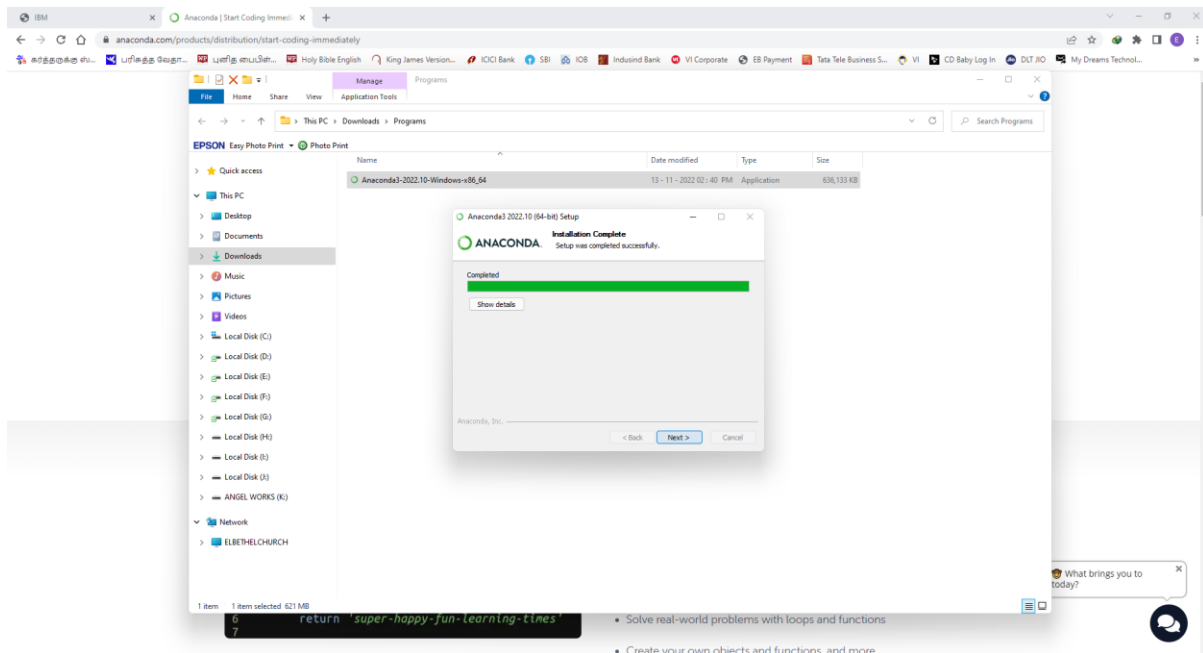 IBM
Anaconda | Start Coding Immedi
anaconda.com/products/distribution/start-coding-immediately
E
கர்த்தருக்கு ஸ்... பரிசுத்த வேதா... புனித பைபிள்... Holy Bible English King James Version... ICICI Bank SBI IOB Indusind Bank VI Corporate EB Payment Tata Tele Business S... VI CD Baby Log In DLT JIO My Dreams Technol...
Manage Programs
File Home Share View Application Tools
This PC Downloads Programs Search Programs
EPSON Easy Photo Print Photo Print
Name Date modified Type Size
Quick access
Anaconda3-2022.10-Windows-x86_64 13 - 11 - 2022 02 : 40 PM Application 636,133 KB
This PC
Desktop
Documents
Downloads
Music
Pictures
Videos
Local Disk (C:)
Local Disk (D:)
Local Disk (E:)
Local Disk (F:)
Local Disk (G:)
Local Disk (H:)
Local Disk (I:)
Local Disk (J:)
ANGEL WORKS (K:)
Network
ELBETHELCHURCH
Anaconda3 2022.10 (64-bit) Setup
ANACONDA.
Installation Complete
Setup was completed successfully.
Completed
Show details
Anaconda, Inc.
< Back Next > Cancel
1 item 1 item selected 621 MB
What brings you to
today?
6 return 'super-happy-fun-learning-times'
7
• Solve real-world problems with loops and functions
• Create your own objects and functions, and more